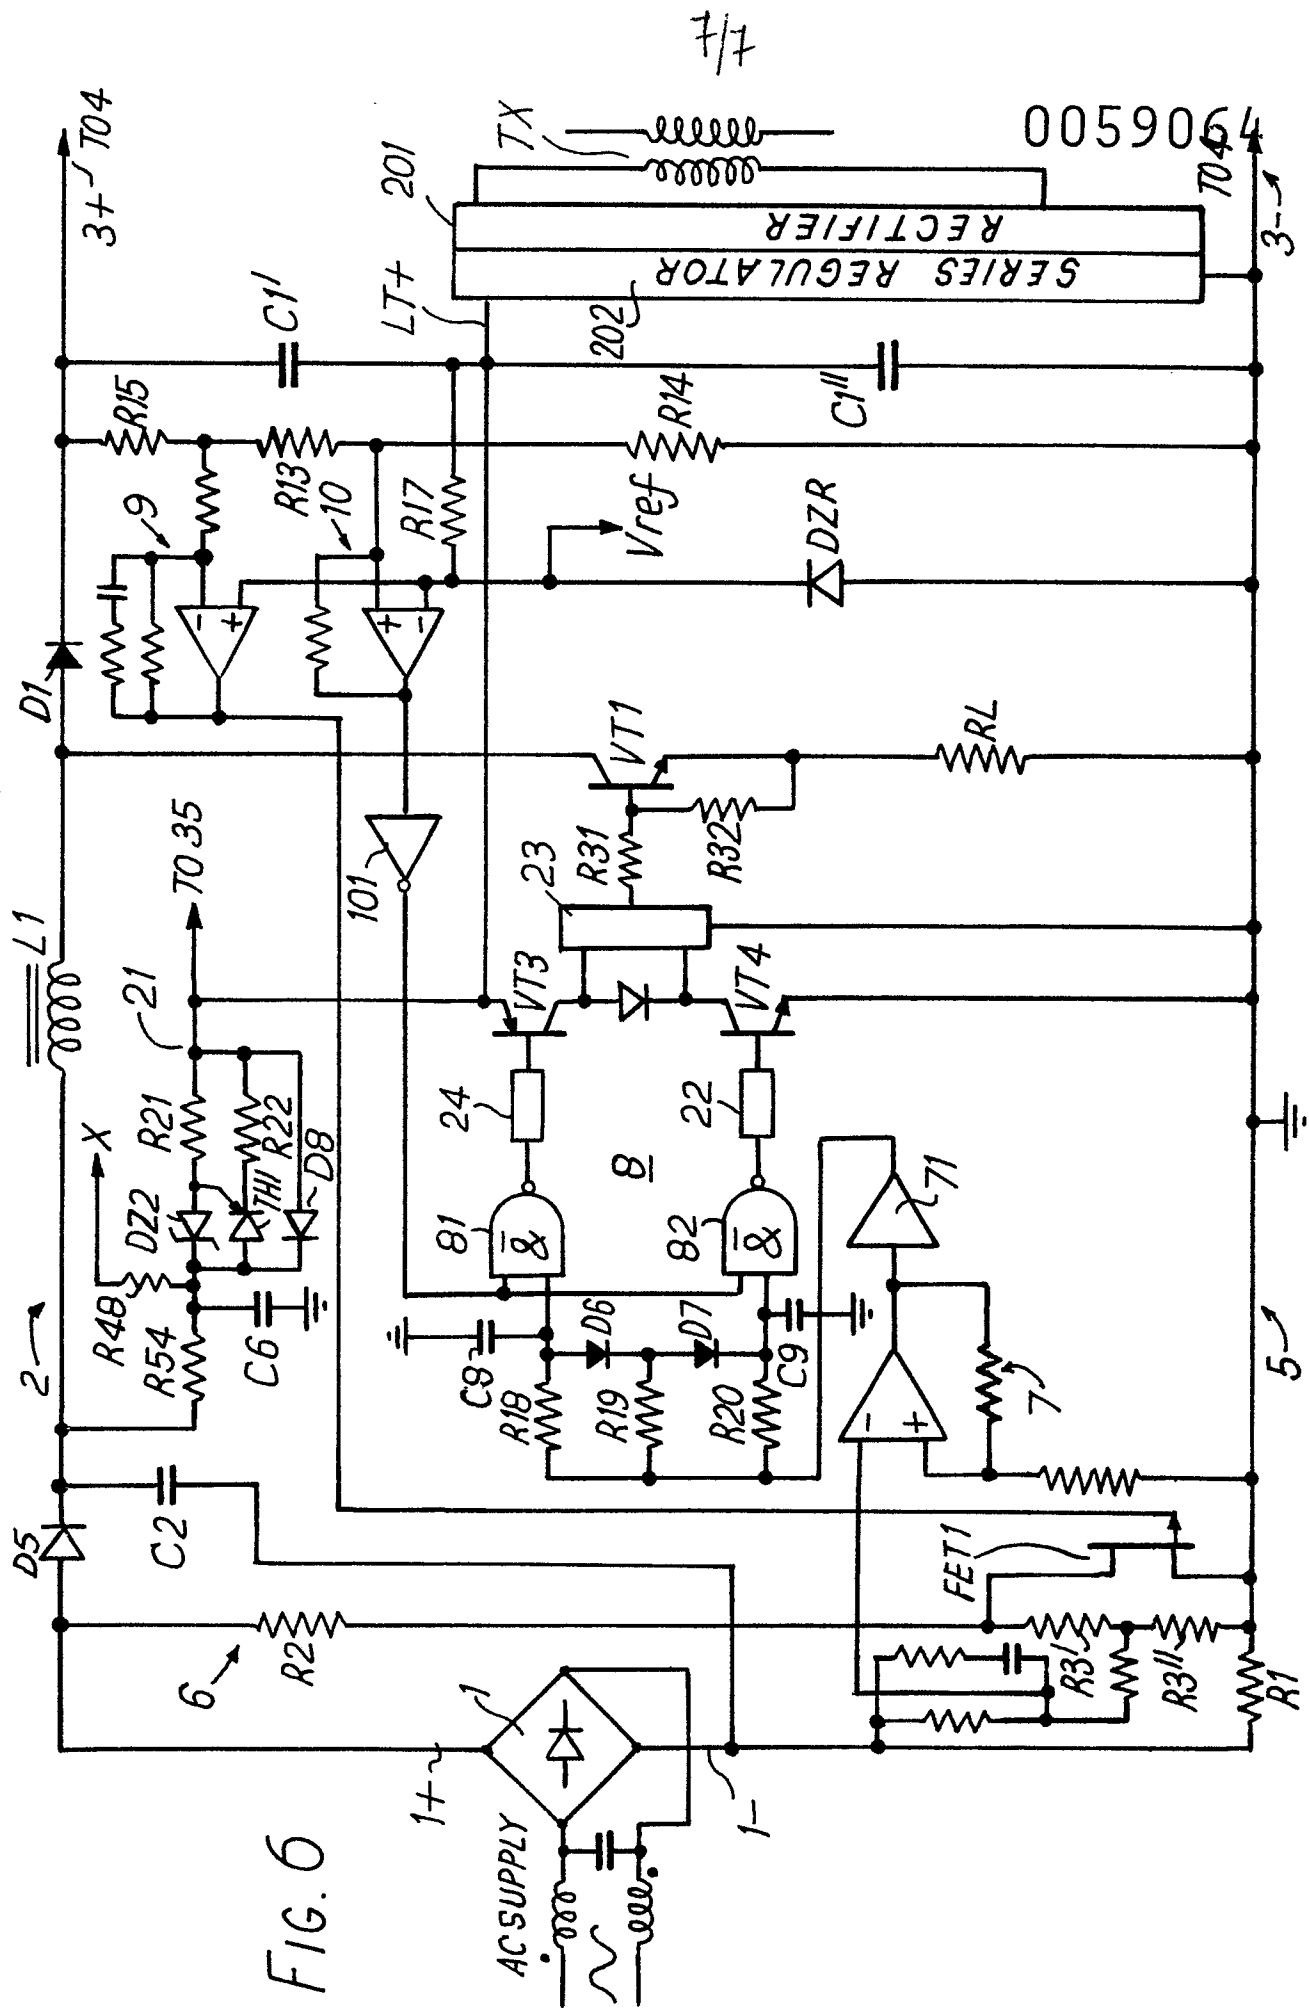 7/7
0059064
3+
TO4
TX
201
RECTIFIER
SERIES REGULATOR
202
LT+
C1'
C1"
R15
R13
R14
9
10
R17
Vref
DZR
D1
VT1
RL
R31
R32
23
101
TO 35
L1
21
VT3
VT4
24
22
8
81
82
&
&
71
X
R21
R22
TH1
D8
DZ2
R48
R54
C6
2
C8
D6
D7
C9
R18
R19
R20
7
5
3-
TO4
D5
C2
FET1
6
R2
R3'
R3"
R1
1+
1
1-
AC SUPPLY
FIG. 6